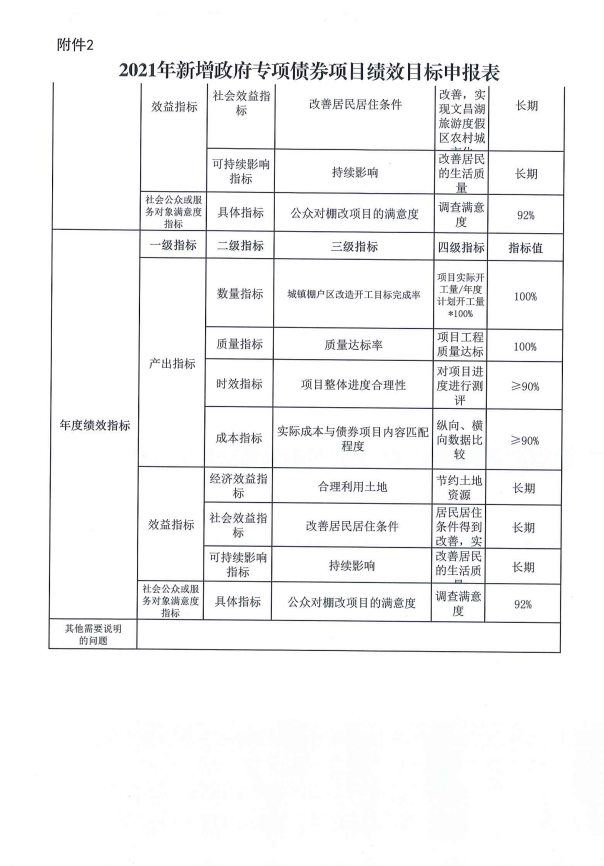 附件2
2021年新增政府专项债券项目绩效目标申报表
效益指标
社会效益指
标
改善居民居住条件
改善，实
现文昌湖
旅游度假
区农村城
长期
可持续影响
指标
持续影响
改善居民
的生活质
量
长期
社会公众或服
务对象满意度
指标
具体指标
公众对棚改项目的满意度
调查满意
度
92%
年度绩效指标
一级指标
二级指标
三级指标
四级指标
指标值
产出指标
数量指标
城镇棚户区改造开工目标完成率
项目实际开
工量/年度
计划开工量
*100%
100%
质量指标
质量达标率
项目工程
质量达标
100%
时效指标
项目整体进度合理性
对项目进
度进行测
评
≥90%
成本指标
实际成本与债券项目内容匹配
程度
纵向、横
向数据比
较
≥90%
效益指标
经济效益指
标
合理利用土地
节约土地
资源
长期
社会效益指
标
改善居民居住条件
居民居住
条件得到
改善，实
长期
可持续影响
指标
持续影响
改善居民
的生活质
长期
社会公众或服
务对象满意度
指标
具体指标
公众对棚改项目的满意度
调查满意
度
92%
其他需要说明
的问题